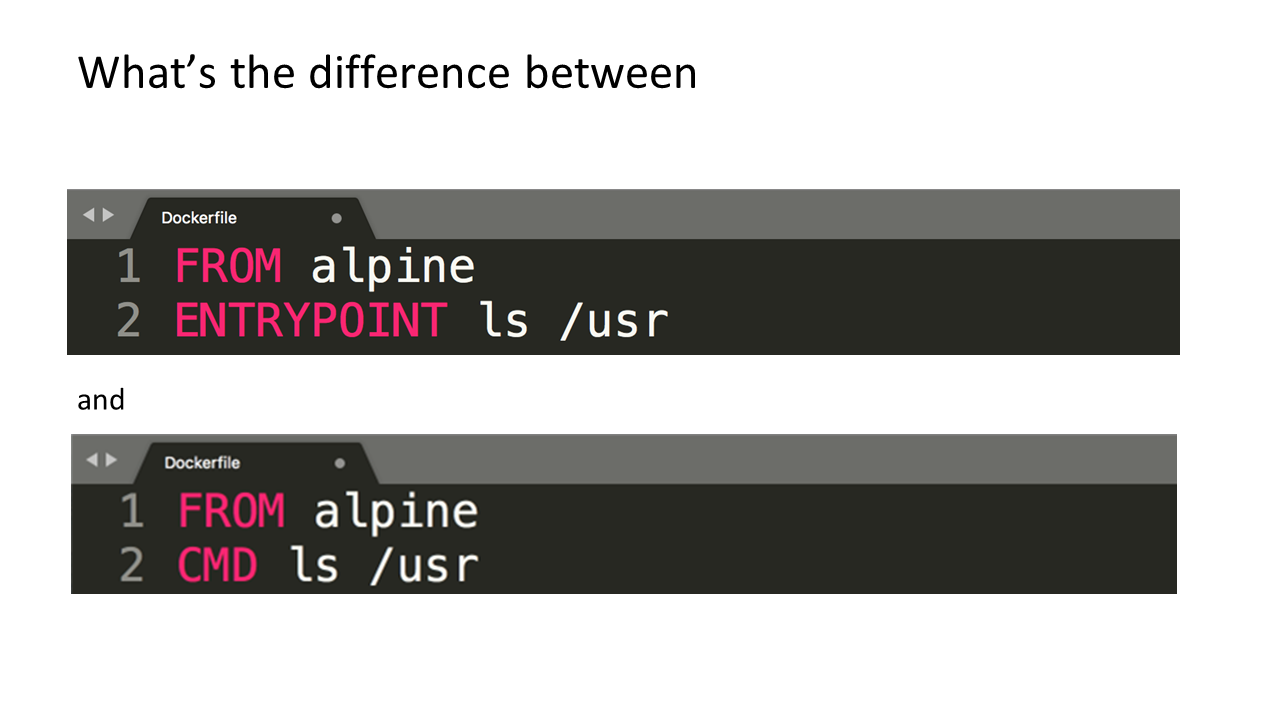 What’s the difference between
Dockerfile
1 FROM alpine
2 ENTRYPOINT ls /usr
and
Dockerfile
1 FROM alpine
2 CMD ls /usr